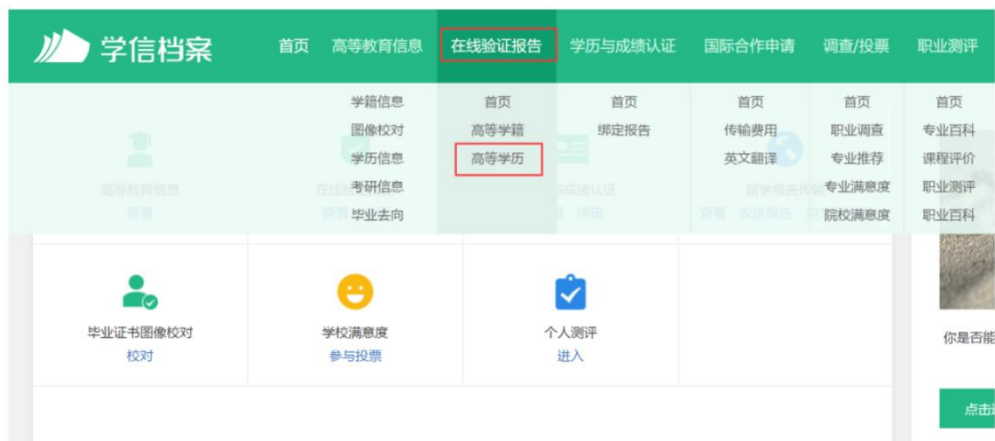 学信档案
首页 高等教育信息 在线验证报告 学历与成绩认证 国际合作申请 调查/投票 职业测评
学籍信息 首页 首页 首页 首页 首页
图像校对 高等学籍 绑定报告 传输费用 职业调查 专业百科
学历信息 高等学历 英文翻译 专业推荐 课程评价
考研信息 专业满意度 职业测评
毕业去向 院校满意度 职业百科
高等教育信息
查看
毕业证书图像校对 学校满意度 个人测评
校对 参与投票 进入
你是否能
点击